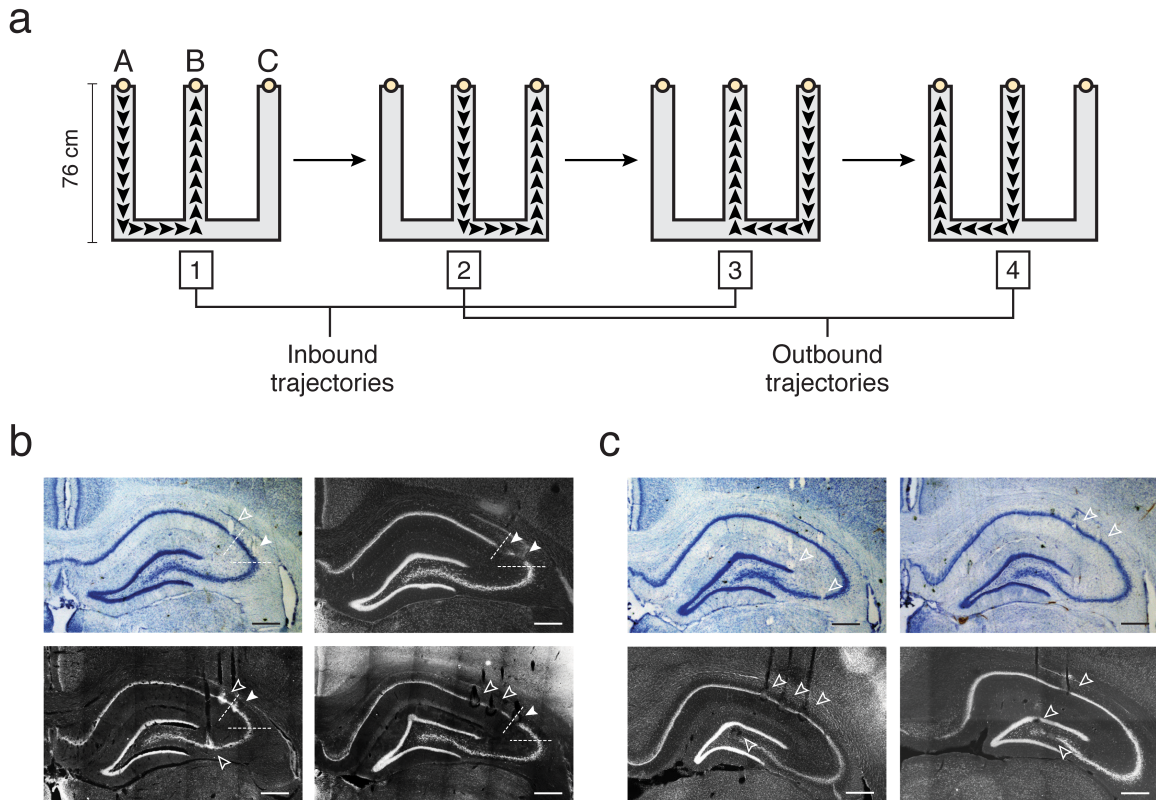 a
A B C
76 cm
1 2 3 4
Inbound
trajectories
Outbound
trajectories
b
c